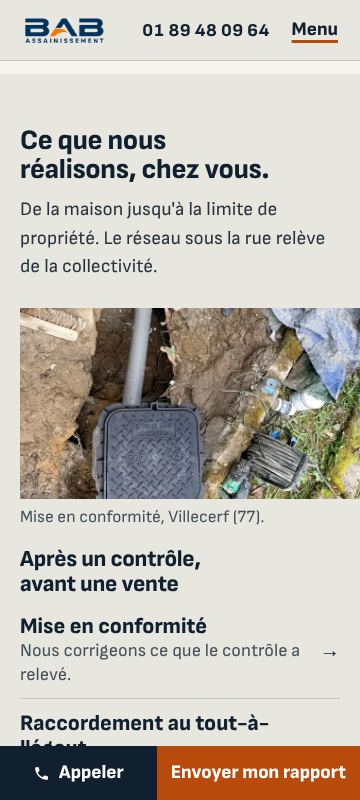 BAB
ASSAINISSEMENT
01 89 48 09 64
Menu
Ce que nous
réalisons, chez vous.
De la maison jusqu'à la limite de
propriété. Le réseau sous la rue relève
de la collectivité.
Mise en conformité, Villecerf (77).
Après un contrôle,
avant une vente
Mise en conformité
Nous corrigeons ce que le contrôle a
relevé.
→
Raccordement au tout-à-
l'égout
Appeler
Envoyer mon rapport